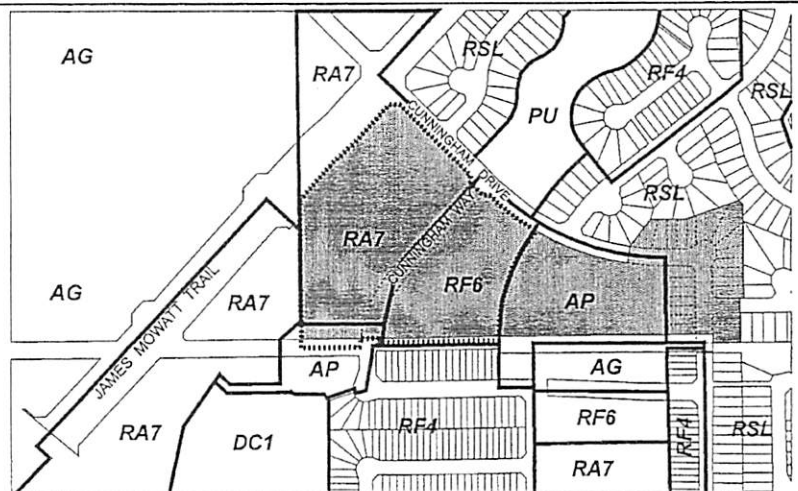 AG
RA7
RSL
RF4
RSL
PU
CUNNINGHAM DRIVE
RSL
RA7
CUNNINGHAM WAY
RF6
AP
AG
RA7
JAMES MOWATT TRAIL
AP
AG
RF4
RF6
RF4
RSL
RA7
DC1
RA7